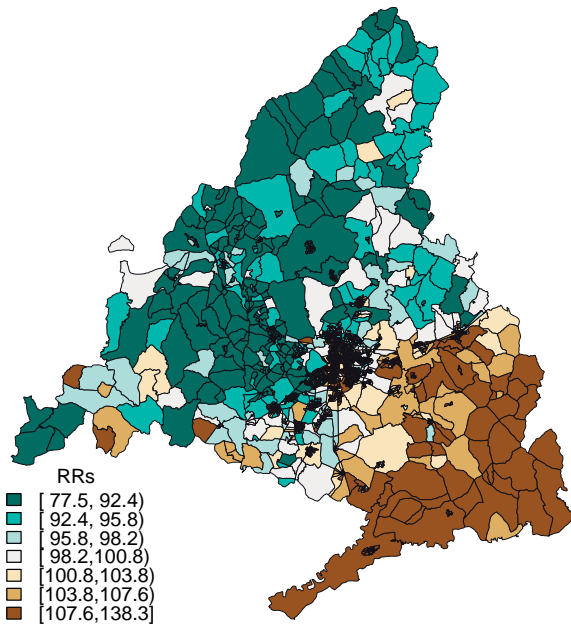 RRs
[ 77.5, 92.4)
[ 92.4, 95.8)
[ 95.8, 98.2)
[ 98.2,100.8)
[100.8,103.8)
[103.8,107.6)
[107.6,138.3]